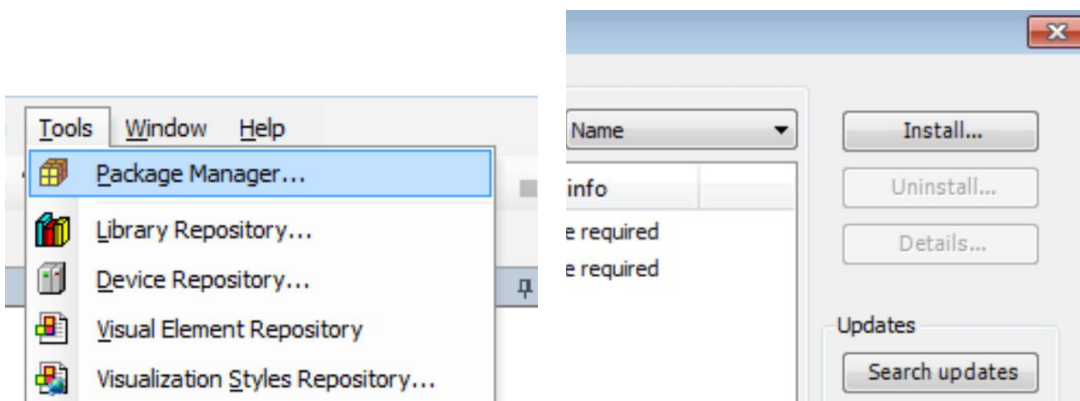 Tools Window Help
Package Manager...
Library Repository...
Device Repository...
Visual Element Repository
Visualization Styles Repository...
Name
info
e required
e required
Install...
Uninstall...
Details...
Updates
Search updates